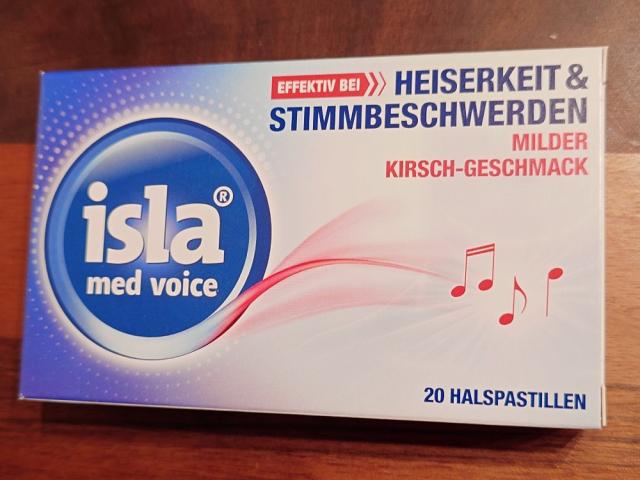 EFFEKTIV BEI HEISERKEIT &
STIMMBESCHWERDEN
MILDER
KIRSCH-GESCHMACK
isla®
med voice
20 HALSPASTILLEN